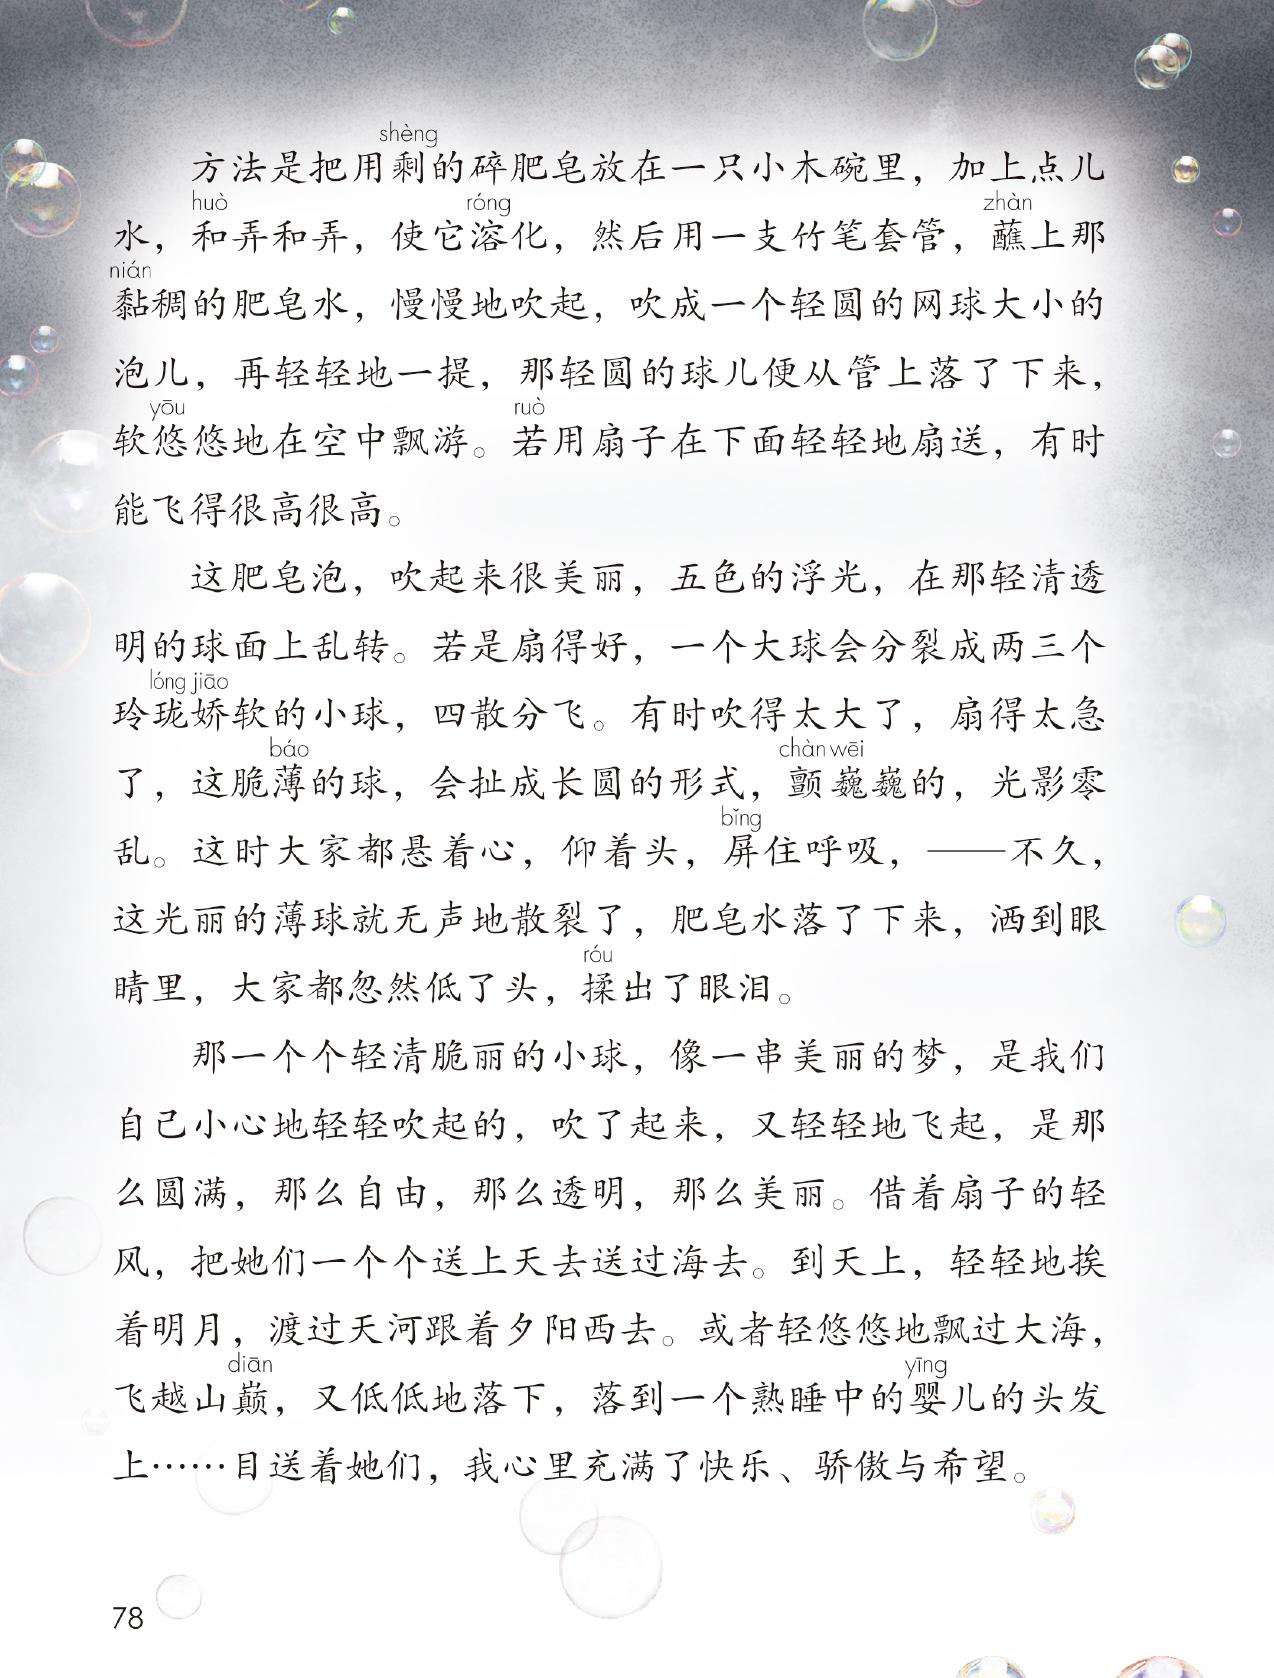 shèng
方法是把用剩的碎肥皂放在一只小木碗里，加上点儿
huò róng zhàn
水，和弄和弄，使它溶化，然后用一支竹笔套管，蘸上那
nián
黏稠的肥皂水，慢慢地吹起，吹成一个轻圆的网球大小的
泡儿，再轻轻地一提，那轻圆的球儿便从管上落了下来，
yōu ruò
软悠悠地在空中飘游。若用扇子在下面轻轻地扇送，有时
能飞得很高很高。
这肥皂泡，吹起来很美丽，五色的浮光，在那轻清透
明的球面上乱转。若是扇得好，一个大球会分裂成两三个
lóng jiāo
玲珑娇软的小球，四散分飞。有时吹得太大了，扇得太急
báo chàn wēi
了，这脆薄的球，会扯成长圆的形式，颤巍巍的，光影零
bǐng
乱。这时大家都悬着心，仰着头，屏住呼吸，——不久，
这光丽的薄球就无声地散裂了，肥皂水落了下来，洒到眼
róu
睛里，大家都忽然低了头，揉出了眼泪。
那一个个轻清脆丽的小球，像一串美丽的梦，是我们
自己小心地轻轻吹起的，吹了起来，又轻轻地飞起，是那
么圆满，那么自由，那么透明，那么美丽。借着扇子的轻
风，把她们一个个送上天去送过海去。到天上，轻轻地挨
着明月，渡过天河跟着夕阳西去。或者轻悠悠地飘过大海，
diān yīng
飞越山巅，又低低地落下，落到一个熟睡中的婴儿的头发
上……目送着她们，我心里充满了快乐、骄傲与希望。
78